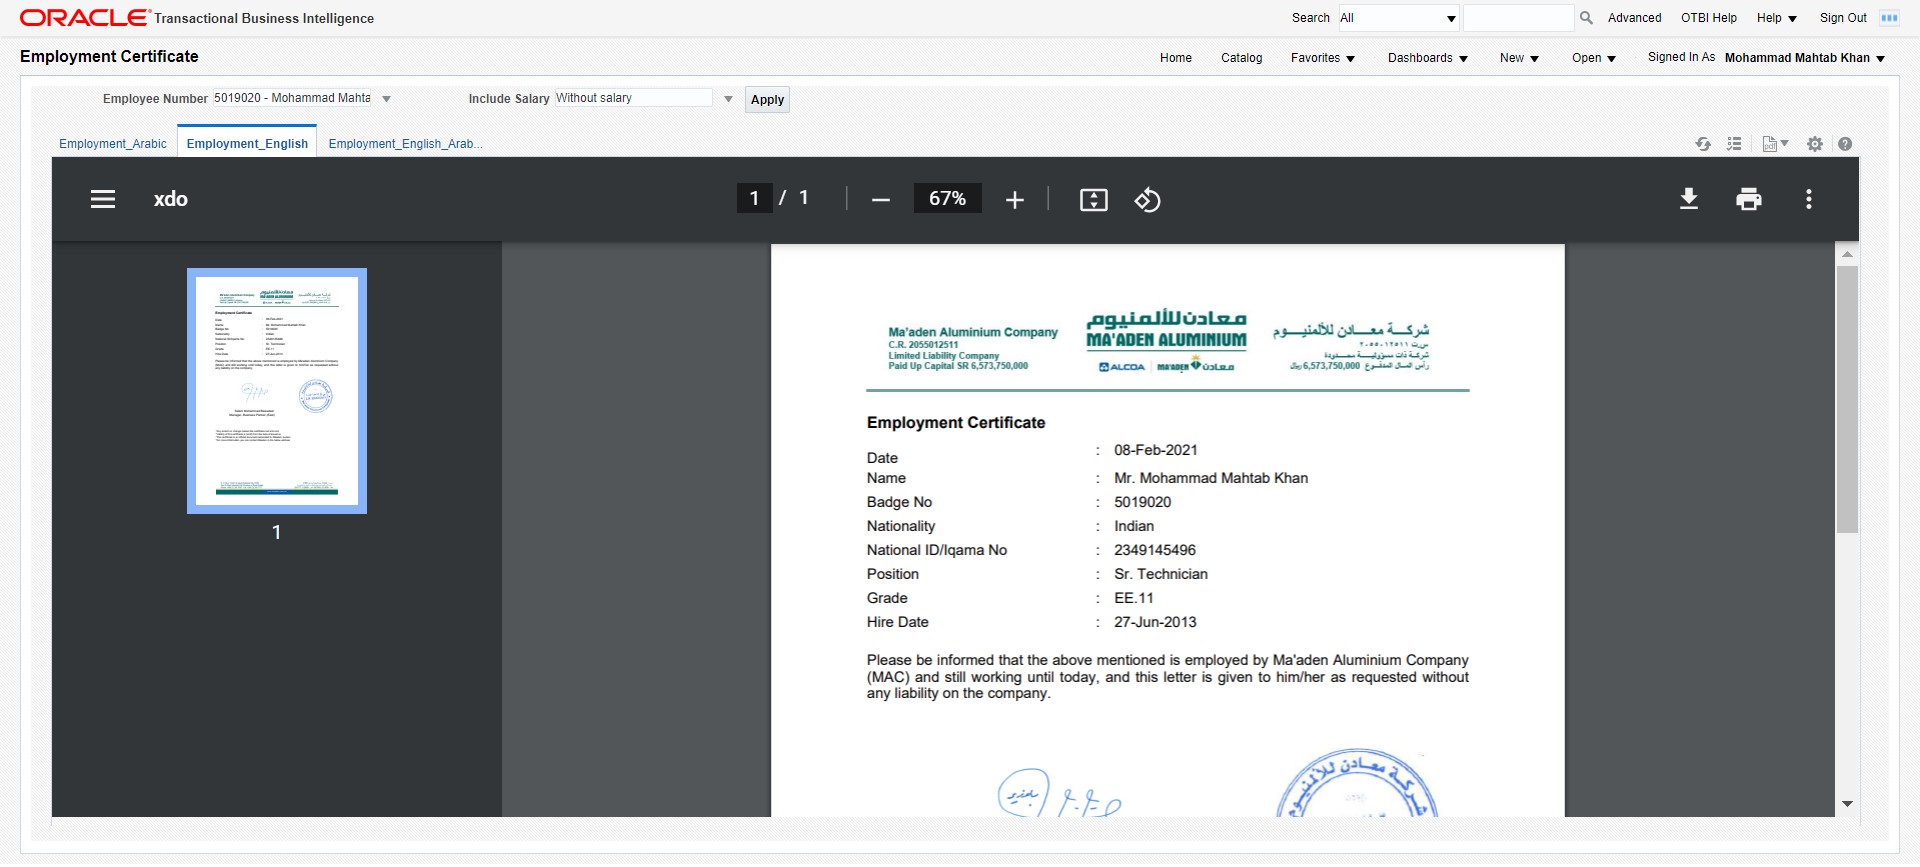 ORACLE Transactional Business Intelligence
Search All Advanced OTBI Help Help Sign Out
Employment Certificate
Home Catalog Favorites Dashboards New Open Signed In As Mohammad Mahtab Khan
Employee Number 5019020 - Mohammad Mahta Include Salary Without salary Apply
Employment_Arabic Employment_English Employment_English_Arab...
xdo 1 / 1 67%
1
Ma'aden Aluminium Company
C.R. 2055012511
Limited Liability Company
Paid Up Capital SR 6,573,750,000
معادن للألمنيوم
MA'ADEN ALUMINIUM
ALCOA MA'ADEN معادن
شركة معادن للألمنيوم
س.ت ٢٠٥٥٠١٢٥١١
شركة ذات مسؤولية محدودة
رأس المال المدفوع 6,573,750,000 ريال
Employment Certificate
Date : 08-Feb-2021
Name : Mr. Mohammad Mahtab Khan
Badge No : 5019020
Nationality : Indian
National ID/Iqama No : 2349145496
Position : Sr. Technician
Grade : EE.11
Hire Date : 27-Jun-2013
Please be informed that the above mentioned is employed by Ma'aden Aluminium Company
(MAC) and still working until today, and this letter is given to him/her as requested without
any liability on the company.
شركة معادن للألمنيوم